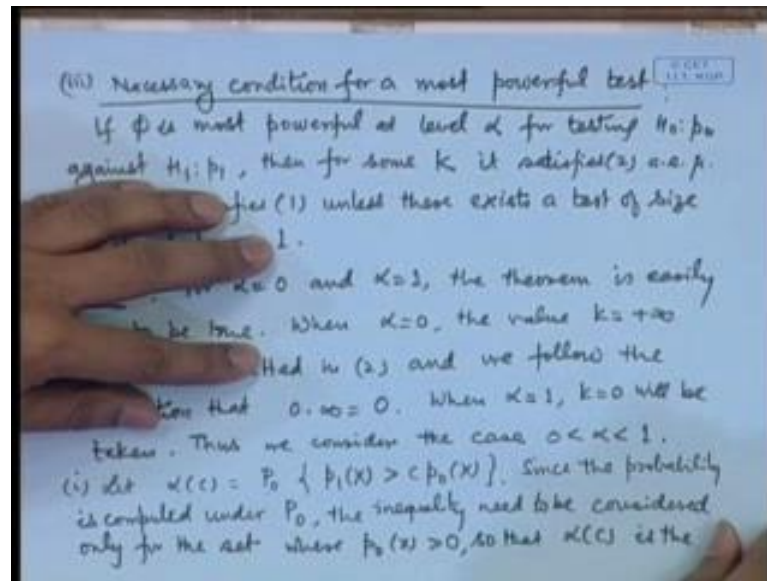 (iii) Necessary condition for a most powerful test.
If ϕ is most powerful at level α for testing H₀: p₀
against H₁: p₁, then for some k it satisfies (2) a.e. μ.
fies (1) unless there exists a test of size
1.
α = 0 and α = 1, the theorem is easily
to be true. When α = 0, the value k = +∞
tted in (2) and we follow the
tion that 0·∞ = 0. When α = 1, k = 0 will be
taken. Thus we consider the case 0 < α < 1.
(i) Let α(c) = P₀ { p₁(X) > c p₀(X) }. Since the probability
is computed under P₀, the inequality need to be considered
only for the set where p₀(x) > 0, so that α(c) is the